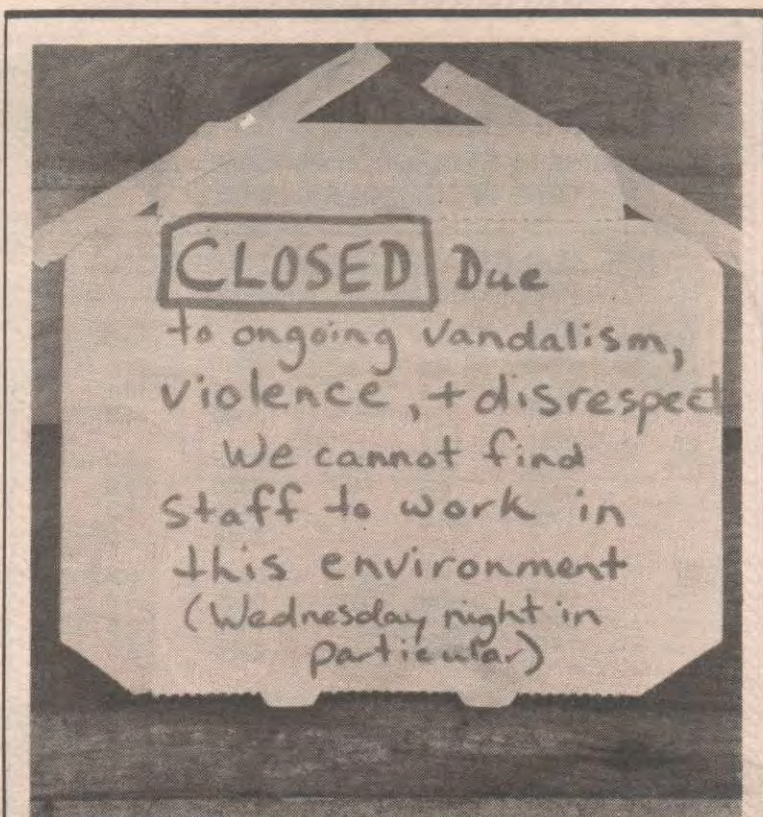 CLOSED Due
to ongoing vandalism,
violence, + disrespect
We cannot find
staff to work in
this environment
(Wednesday night in
particular)